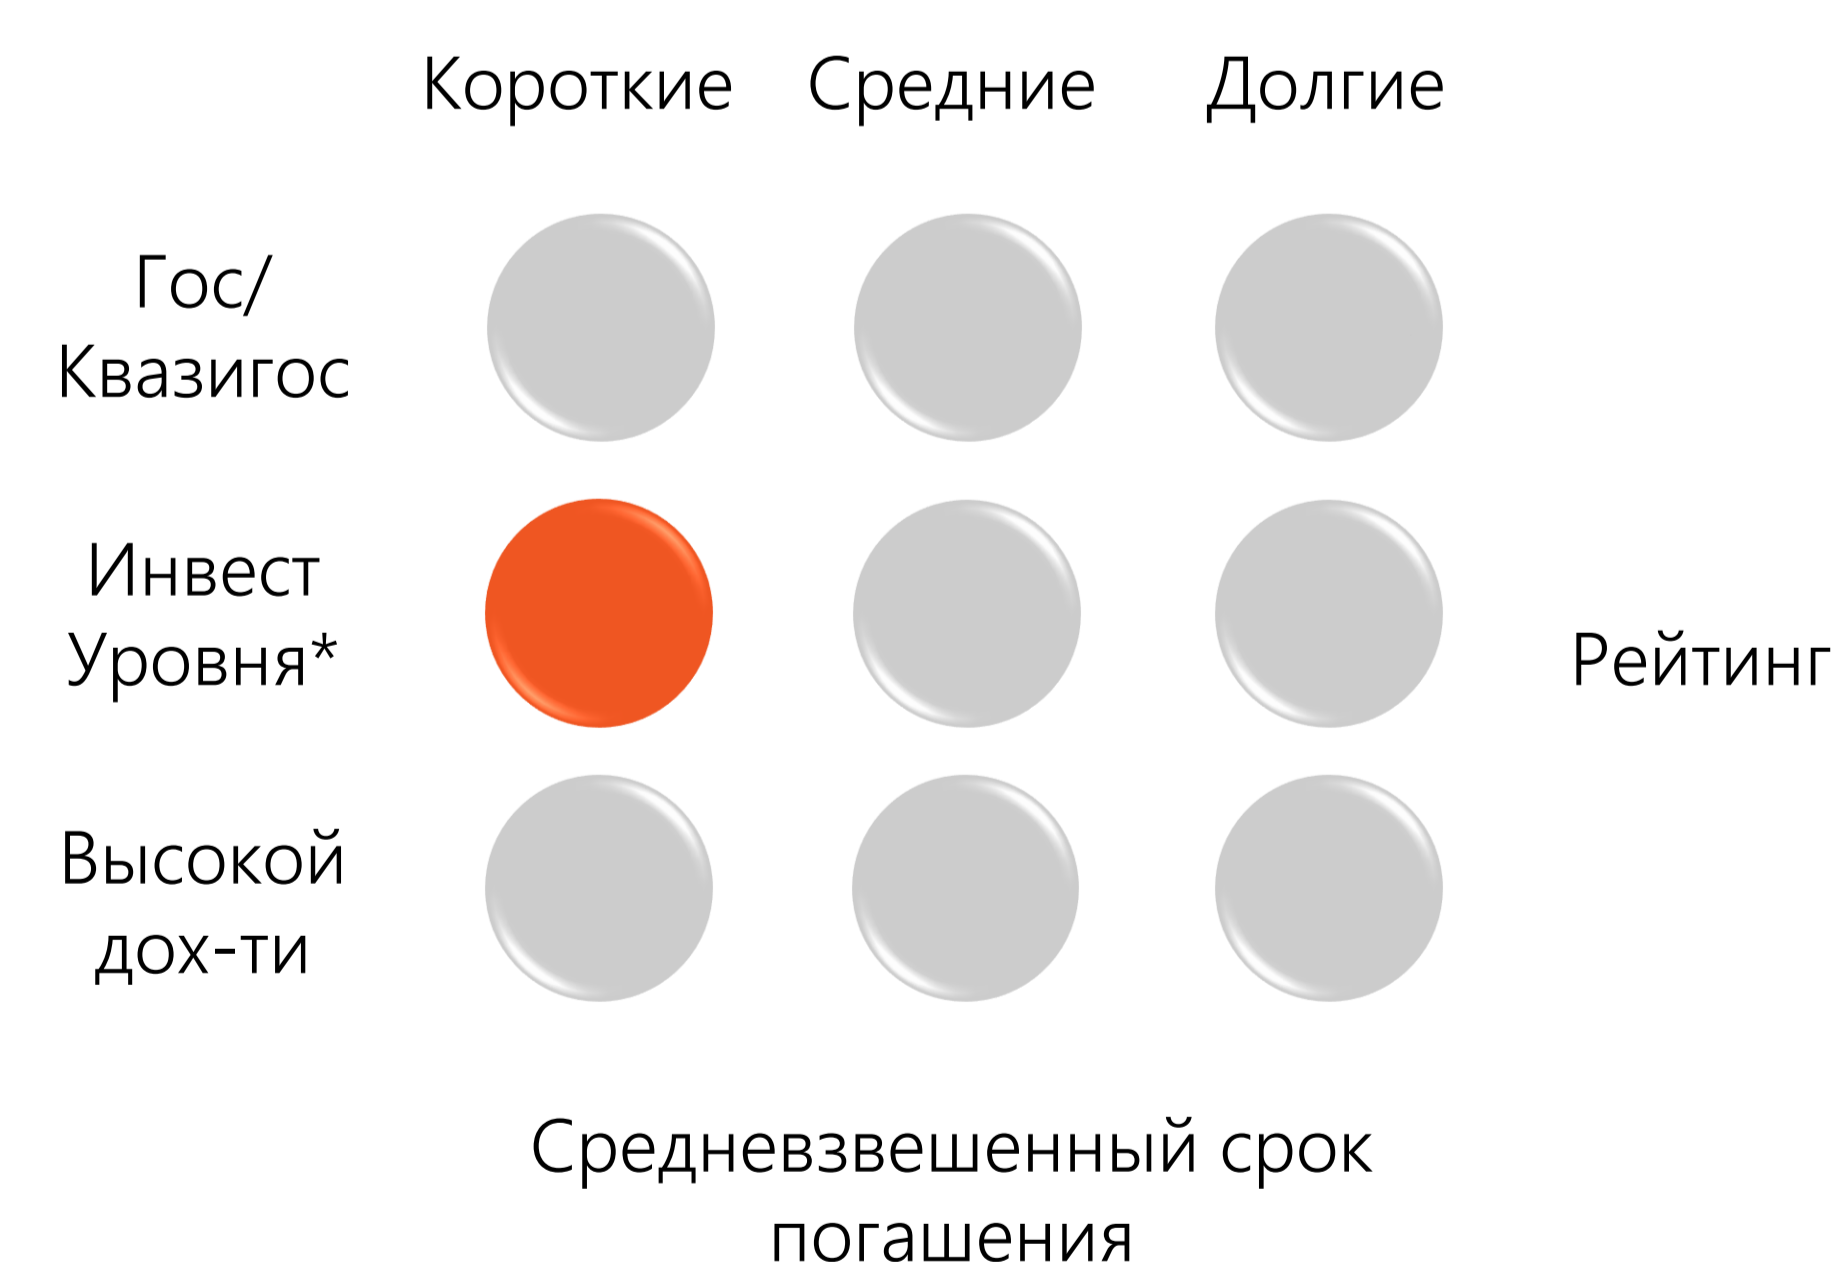 Короткие Средние Долгие
Гос/
Квазигос
Инвест
Уровня*
Рейтинг
Высокой
дох-ти
Средневзвешенный срок
погашения